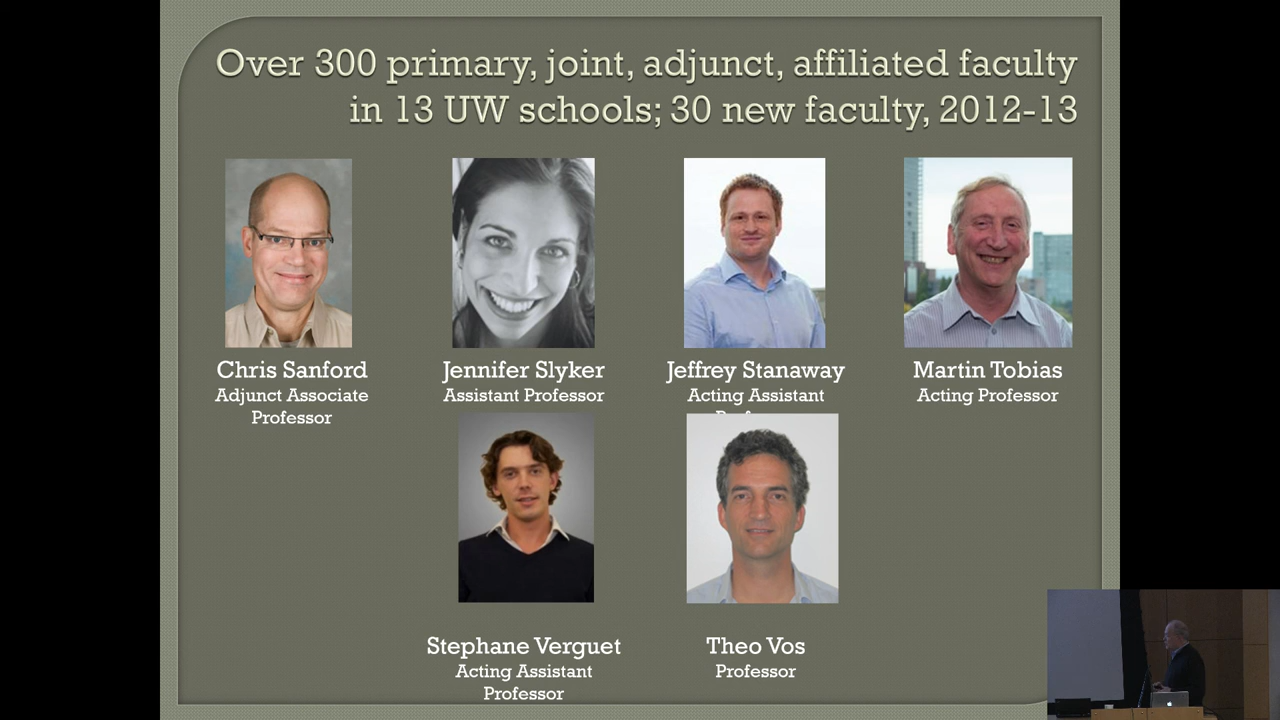 Over 300 primary, joint, adjunct, affiliated faculty
in 13 UW schools; 30 new faculty, 2012-13
Chris Sanford
Adjunct Associate
Professor
Jennifer Slyker
Assistant Professor
Jeffrey Stanaway
Acting Assistant
Martin Tobias
Acting Professor
Stephane Verguet
Acting Assistant
Professor
Theo Vos
Professor